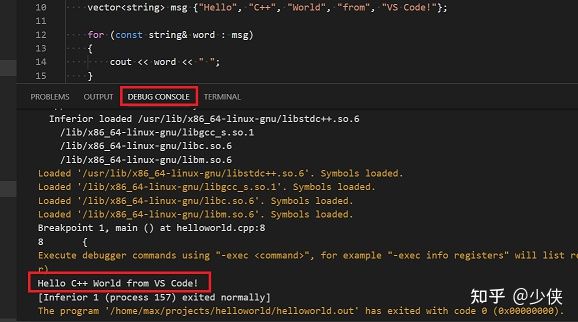 10 vector<string> msg {"Hello", "C++", "World", "from", "VS Code!"};
11
12 for (const string& word : msg)
13 {
14 cout << word << " ";
15 }
PROBLEMS OUTPUT DEBUG CONSOLE TERMINAL
Inferior loaded /usr/lib/x86_64-linux-gnu/libstdc++.so.6
/lib/x86_64-linux-gnu/libgcc_s.so.1
/lib/x86_64-linux-gnu/libc.so.6
/lib/x86_64-linux-gnu/libm.so.6
Loaded '/usr/lib/x86_64-linux-gnu/libstdc++.so.6'. Symbols loaded.
Loaded '/lib/x86_64-linux-gnu/libgcc_s.so.1'. Symbols loaded.
Loaded '/lib/x86_64-linux-gnu/libc.so.6'. Symbols loaded.
Loaded '/lib/x86_64-linux-gnu/libm.so.6'. Symbols loaded.
Breakpoint 1, main () at helloworld.cpp:8
8 {
Execute debugger commands using "-exec <command>", for example "-exec info registers" will list re
r)
Hello C++ World from VS Code!
[Inferior 1 (process 157) exited normally]
The program '/home/max/projects/helloworld/helloworld.out' has exited with code 0 (0x00000000).
知乎 @少侠